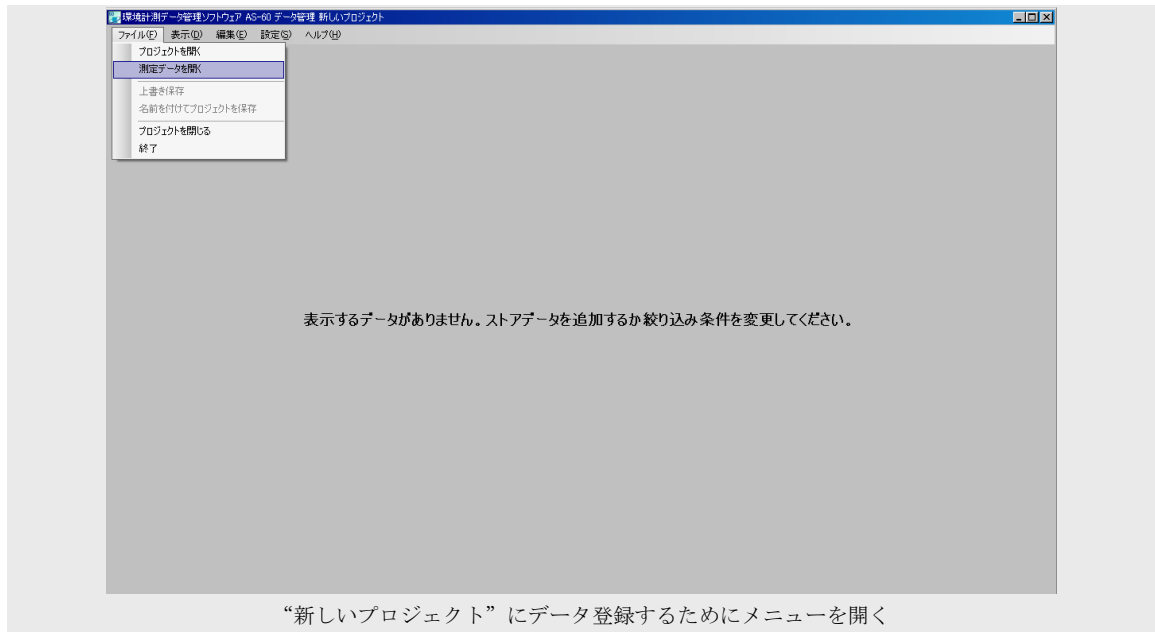 環境計測データ管理ソフトウェア AS-60 データ管理 新しいプロジェクト
ファイル(F) 表示(D) 編集(E) 設定(S) ヘルプ(H)
プロジェクトを開く
測定データを開く
上書き保存
名前を付けてプロジェクトを保存
プロジェクトを閉じる
終了
表示するデータがありません。ストアデータを追加するか絞り込み条件を変更してください。
“新しいプロジェクト”にデータ登録するためにメニューを開く